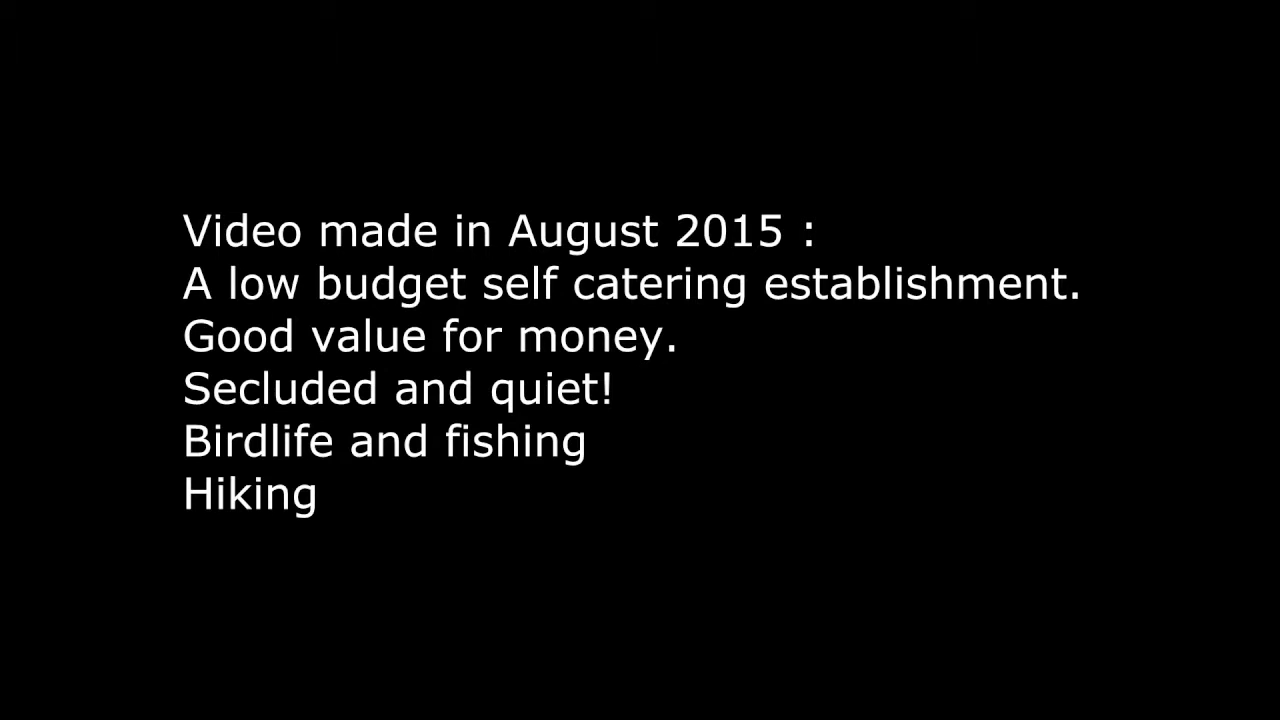 Video made in August 2015 :
A low budget self catering establishment.
Good value for money.
Secluded and quiet!
Birdlife and fishing
Hiking